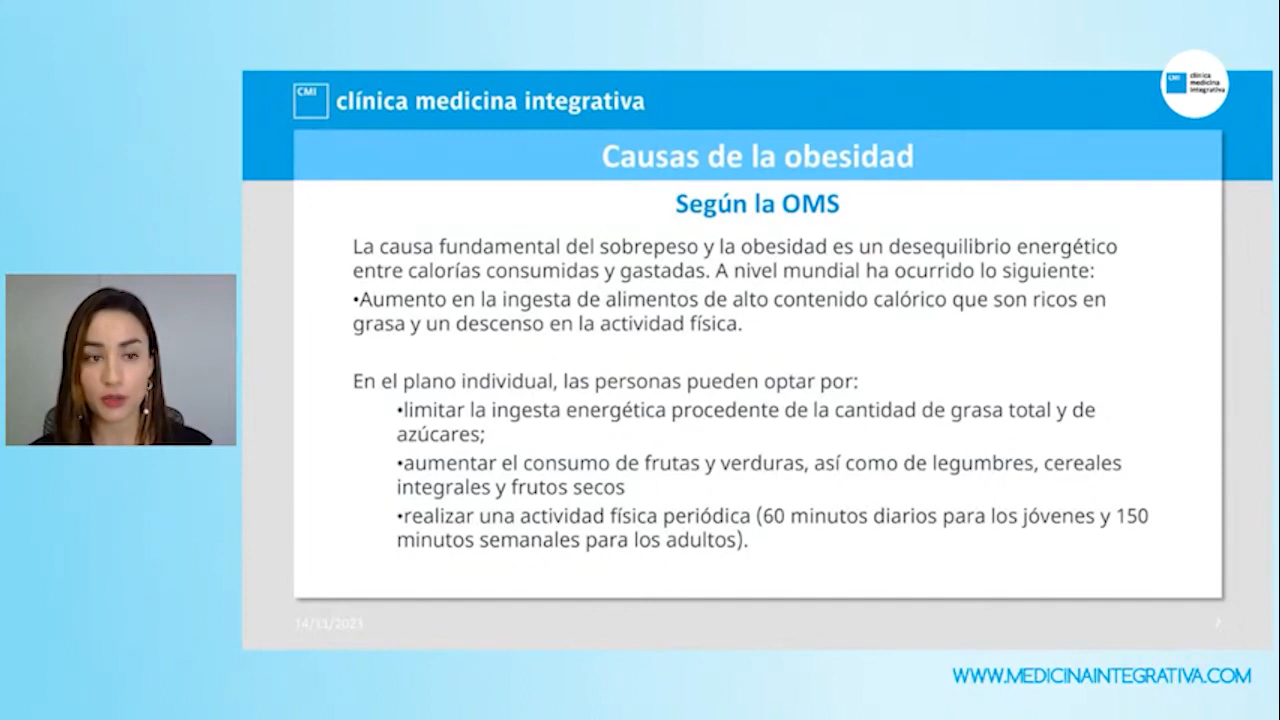 CMI
clínica medicina integrativa
CMI
clínica
medicina
integrativa
Causas de la obesidad
Según la OMS
La causa fundamental del sobrepeso y la obesidad es un desequilibrio energético
entre calorías consumidas y gastadas. A nivel mundial ha ocurrido lo siguiente:
•Aumento en la ingesta de alimentos de alto contenido calórico que son ricos en
grasa y un descenso en la actividad física.
En el plano individual, las personas pueden optar por:
•limitar la ingesta energética procedente de la cantidad de grasa total y de
azúcares;
•aumentar el consumo de frutas y verduras, así como de legumbres, cereales
integrales y frutos secos
•realizar una actividad física periódica (60 minutos diarios para los jóvenes y 150
minutos semanales para los adultos).
14/11/2021
7
WWW.MEDICINAINTEGRATIVA.COM